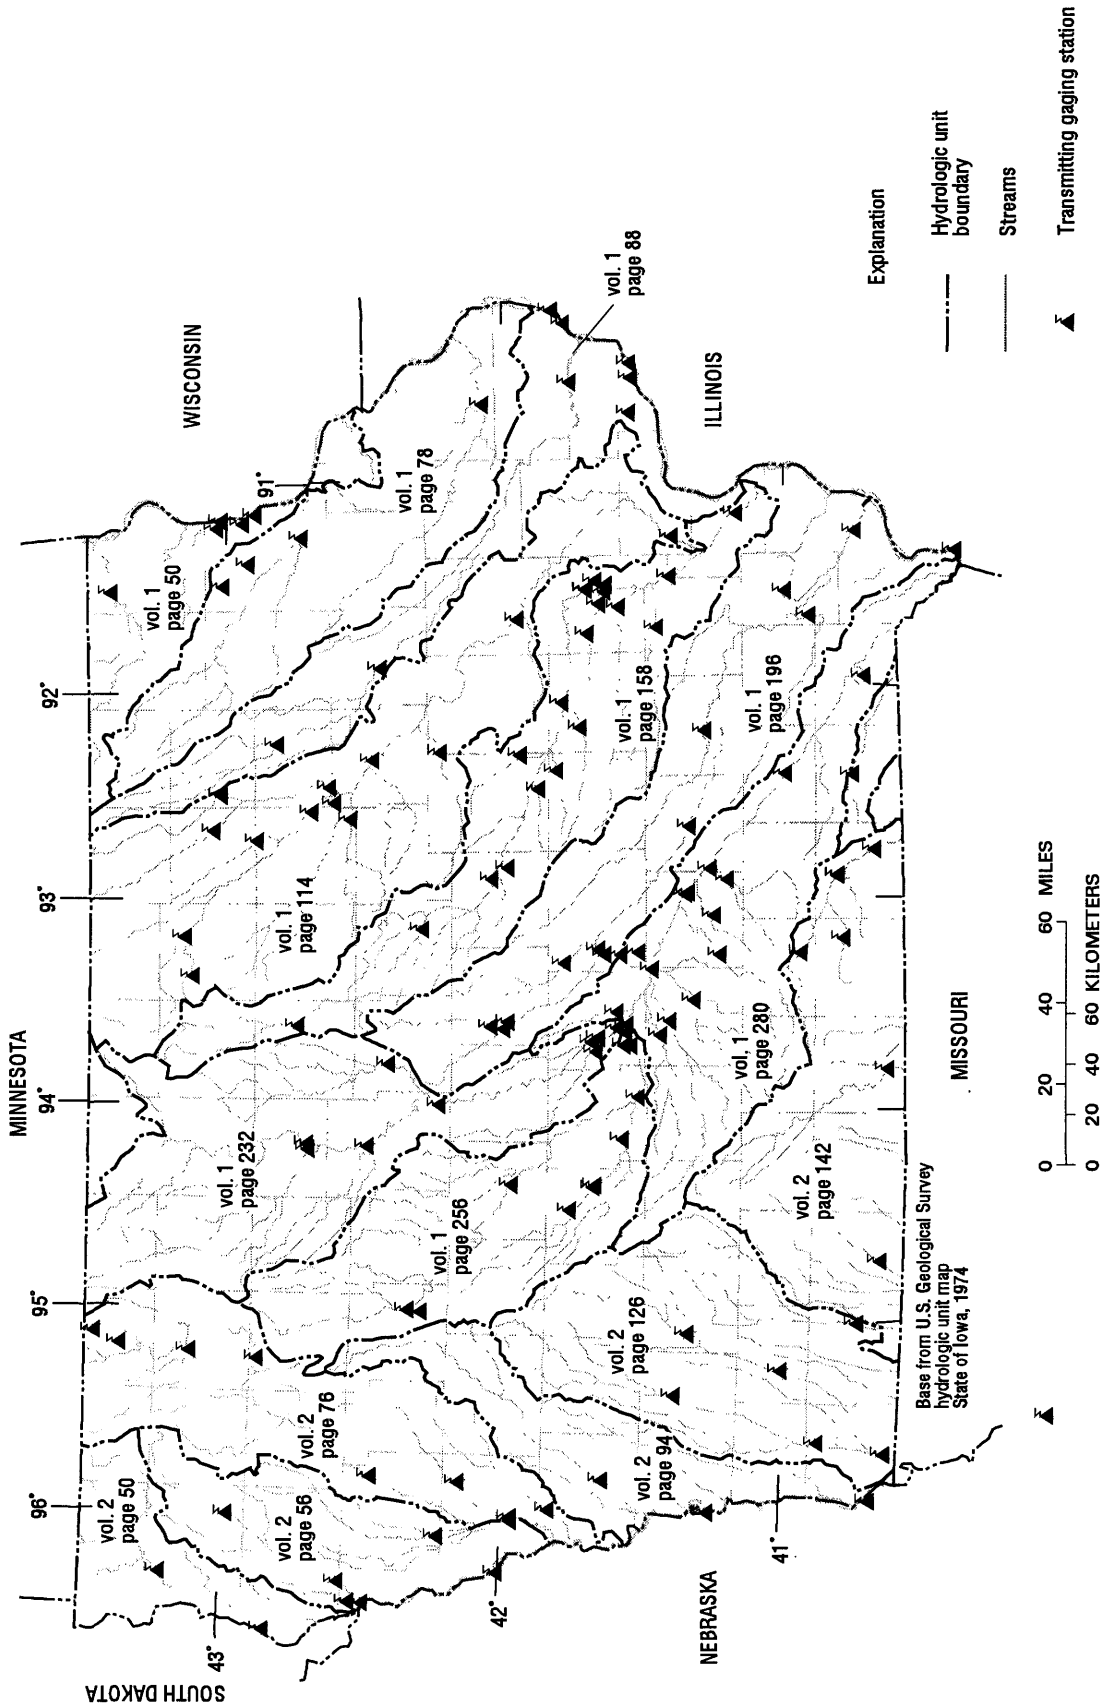 MINNESOTA
WISCONSIN
SOUTH DAKOTA
NEBRASKA
MISSOURI
ILLINOIS
96°
95°
94°
93°
92°
91°
43°
42°
41°
vol. 2
page 50
vol. 2
page 56
vol. 2
page 76
vol. 2
page 94
vol. 2
page 126
vol. 2
page 142
vol. 1
page 232
vol. 1
page 256
vol. 1
page 280
vol. 1
page 114
vol. 1
page 158
vol. 1
page 196
vol. 1
page 50
vol. 1
page 78
vol. 1
page 88
Base from U.S. Geological Survey
hydrologic unit map
State of Iowa, 1974
0 20 40 60 MILES
0 20 40 60 KILOMETERS
Explanation
Hydrologic unit
boundary
Streams
Transmitting gaging station